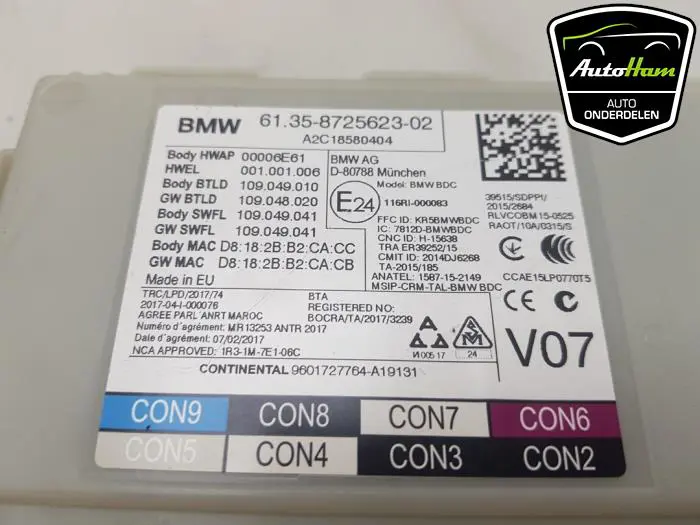 AutoHam
AUTO
ONDERDELEN
BMW 61.35-8725623-02
A2C18580404
Body HWAP 00006E61
HWEL 001.001.006
Body BTLD 109.049.010
GW BTLD 109.048.020
Body SWFL 109.049.041
GW SWFL 109.049.041
Body MAC D8:18:2B:B2:CA:CC
GW MAC D8:18:2B:B2:CA:CB
Made in EU
BMW AG
D-80788 München
Model: BMW BDC
E24
116RI-000083
FFC ID: KR5BMWBDC
IC: 7812D-BMWBDC
CNC ID: H-15638
TRA ER39252/15
CMIT ID: 2014DJ6268
TA-2015/185
ANATEL: 1587-15-2149
MSIP-CRM-TAL-BMW BDC
39515/SDPPI/
2015/2684
RLVCOBM15-0525
RAOT/10A/0315/S
CCAE15LP0770T5
TRC/LPD/2017/74
2017-04-I-000076
AGREE PARL'ANRT MAROC
Numéro d'agrément: MR 13253 ANTR 2017
Date d'agrément: 07/02/2017
NCA APPROVED: 1R3-1M-7E1-06C
BTA
REGISTERED NO:
BOCRA/TA/2017/3239
И005 17
24
CE
V07
CONTINENTAL 9601727764-A19131
CON9 CON8 CON7 CON6
CON5 CON4 CON3 CON2